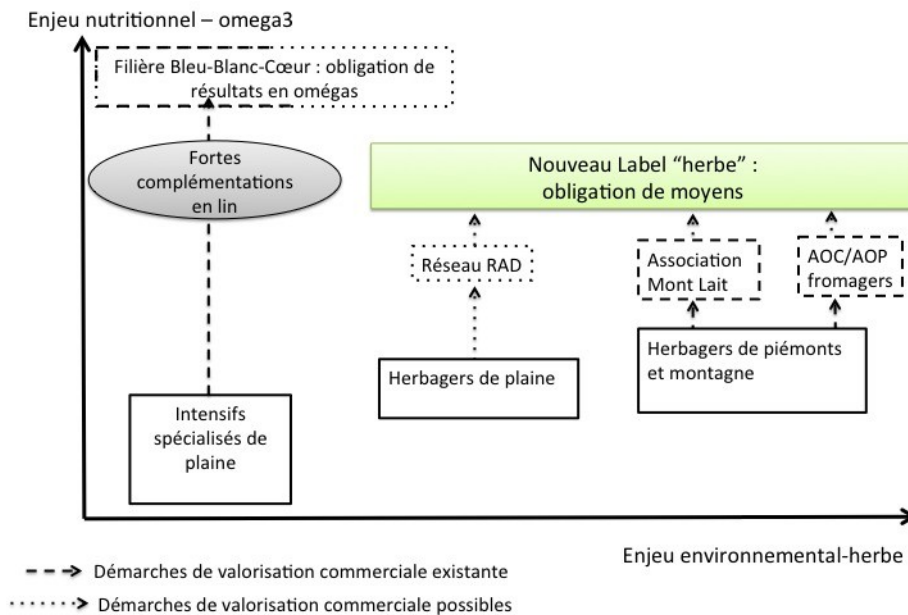 Enjeu nutritionnel – omega3
Filière Bleu-Blanc-Cœur : obligation de
résultats en omégas
Fortes
complémentations
en lin
Nouveau Label "herbe" :
obligation de moyens
Réseau RAD
Association
Mont Lait
AOC/AOP
fromagers
Herbagers de plaine
Herbagers de piémonts
et montagne
Intensifs
spécialisés de
plaine
Enjeu environnemental-herbe
Démarches de valorisation commerciale existante
Démarches de valorisation commerciale possibles